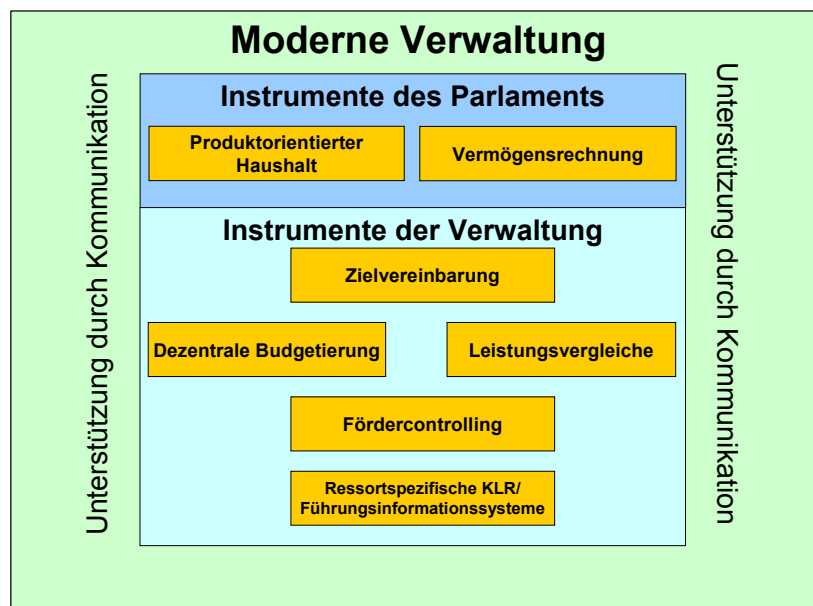 Moderne Verwaltung
Unterstützung durch Kommunikation
Instrumente des Parlaments
Produktorientierter
Haushalt
Vermögensrechnung
Instrumente der Verwaltung
Zielvereinbarung
Dezentrale Budgetierung
Leistungsvergleiche
Fördercontrolling
Ressortspezifische KLR/
Führungsinformationssysteme
Unterstützung durch Kommunikation